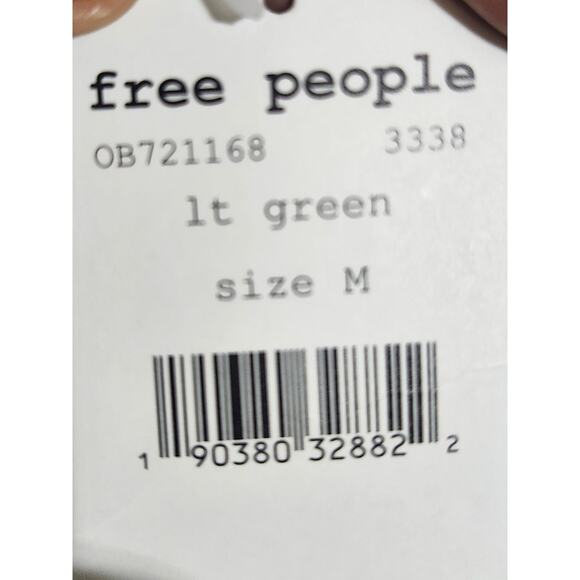 free people
OB721168 3338
lt green
size M
1 90380 32882 2